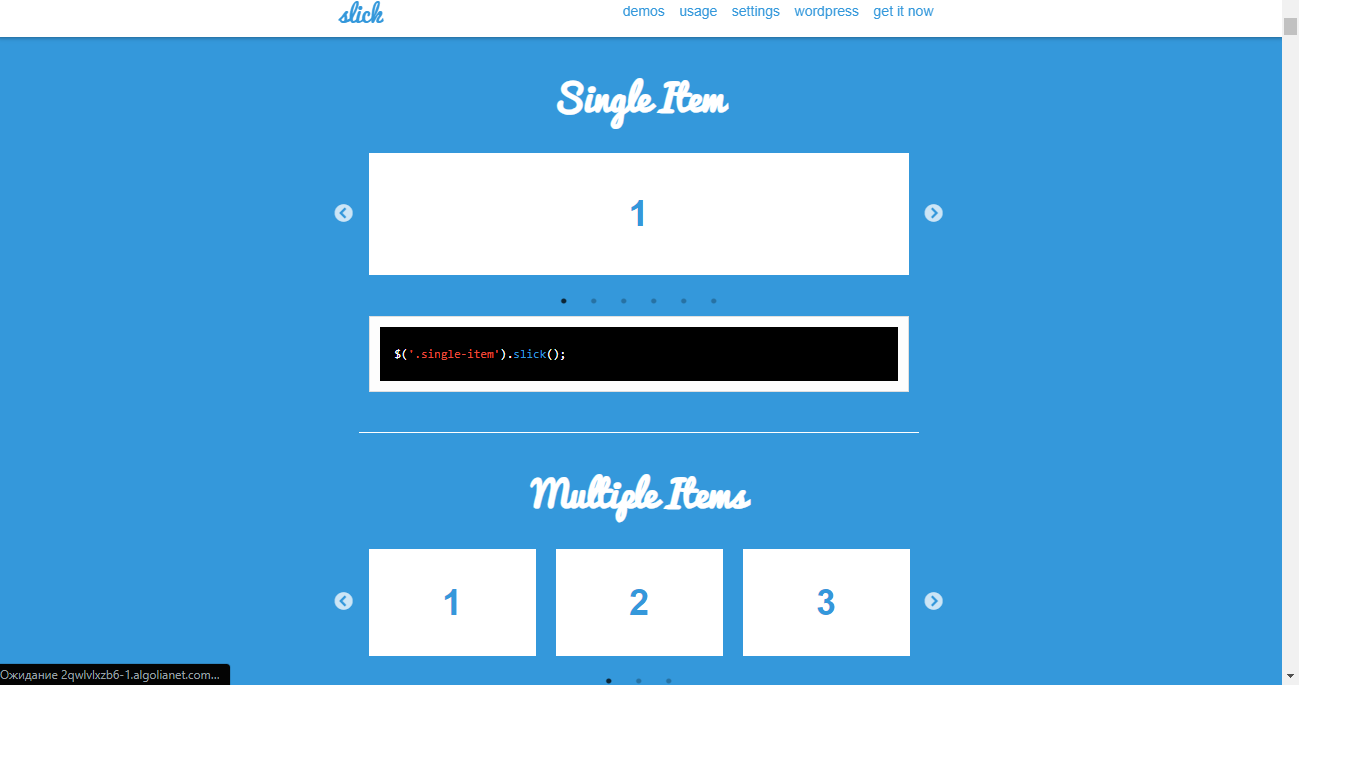 slick
demos usage settings wordpress get it now
Single Item
1
$('.single-item').slick();
Multiple Items
1 2 3
Ожидание 2qwlvlxzb6-1.algolianet.com...